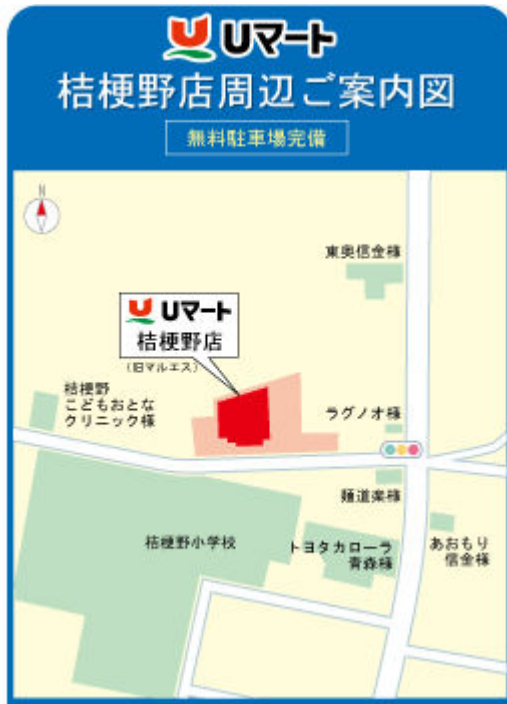 Uマート
桔梗野店周辺ご案内図
無料駐車場完備
N
東奥信金様
Uマート
桔梗野店
(旧マルエス)
桔梗野
こどもおとな
クリニック様
ラグノオ様
麺道楽様
桔梗野小学校
トヨタカローラ
青森様
あおもり
信金様